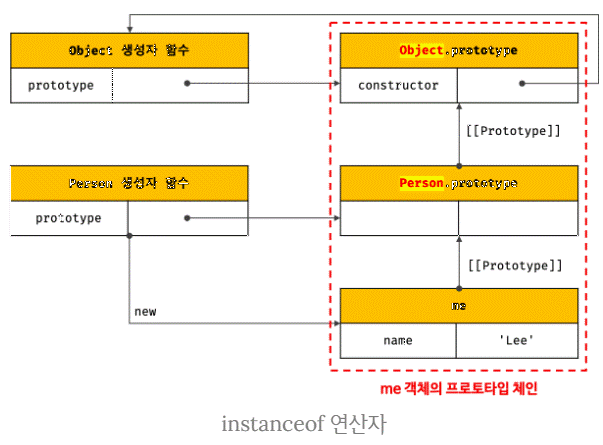 Object 생성자 함수
prototype
Object.prototype
constructor
[[Prototype]]
Person 생성자 함수
prototype
Person.prototype
[[Prototype]]
new
me
name
'Lee'
me 객체의 프로토타입 체인
instanceof 연산자